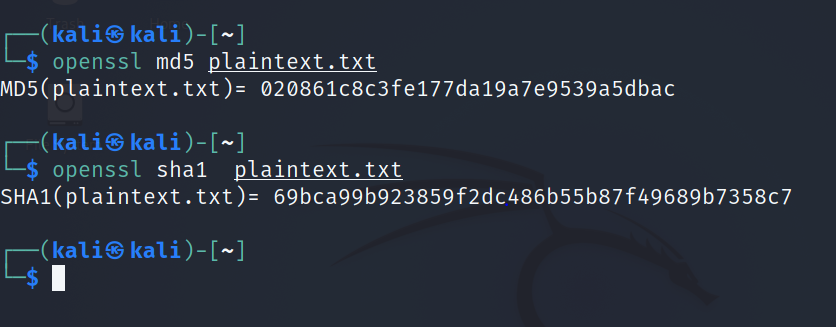 ┌──(kali㉿kali)-[~]
└─$ openssl md5 plaintext.txt
MD5(plaintext.txt)= 020861c8c3fe177da19a7e9539a5dbac
┌──(kali㉿kali)-[~]
└─$ openssl sha1  plaintext.txt
SHA1(plaintext.txt)= 69bca99b923859f2dc486b55b87f49689b7358c7
┌──(kali㉿kali)-[~]
└─$